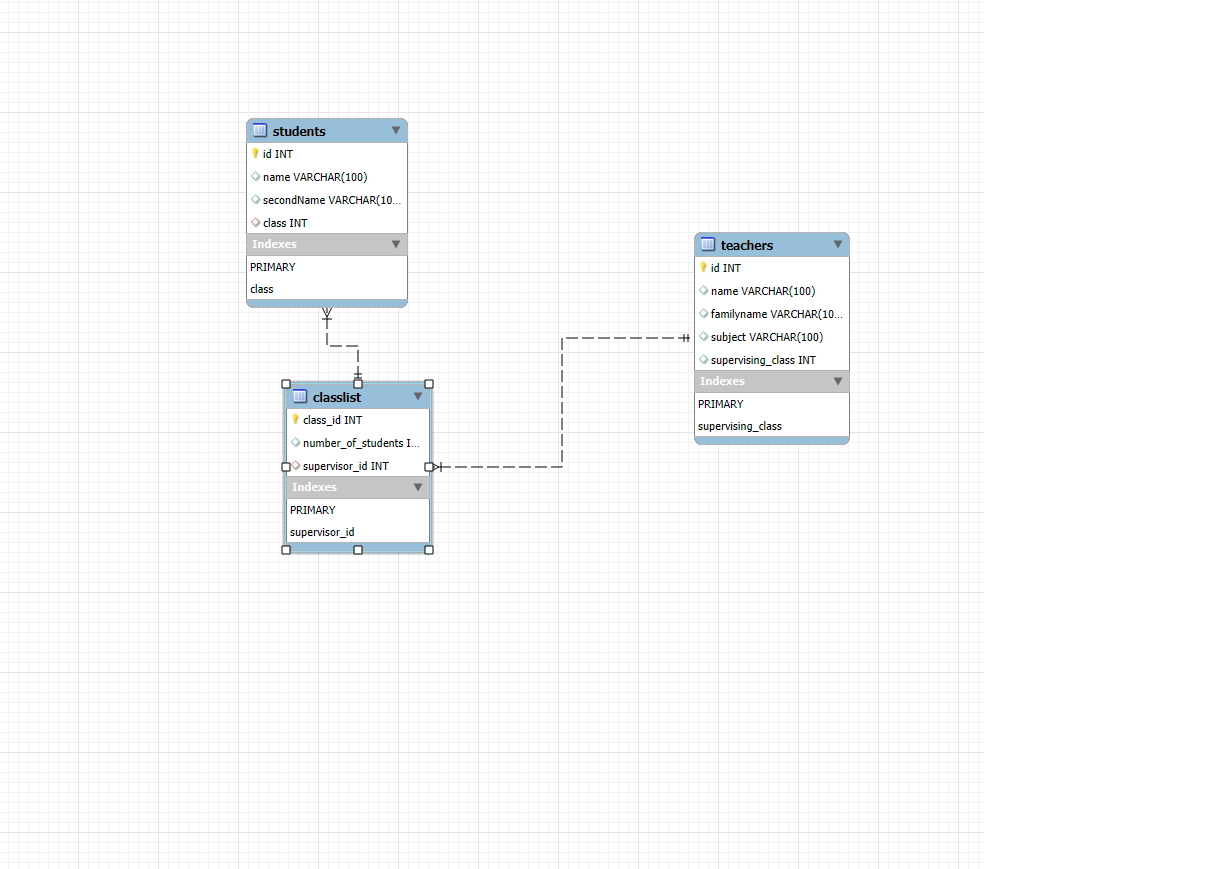 students
id INT
name VARCHAR(100)
secondName VARCHAR(10...
class INT
Indexes
PRIMARY
class
teachers
id INT
name VARCHAR(100)
familyname VARCHAR(10...
subject VARCHAR(100)
supervising_class INT
Indexes
PRIMARY
supervising_class
classlist
class_id INT
number_of_students I...
supervisor_id INT
Indexes
PRIMARY
supervisor_id